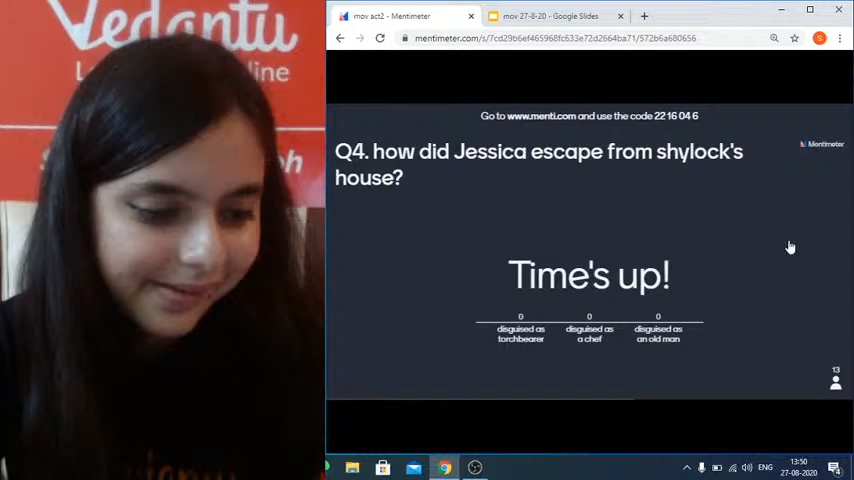 Vedantu
mov act2 - Mentimeter
mov 27-8-20 - Google Slides
mentimeter.com/s/7cd29b6ef465968fc633e72d2664ba71/572b6a680656
S
Go to www.menti.com and use the code 22 16 04 6
Mentimeter
Q4. how did Jessica escape from shylock's
house?
Time's up!
0 0 0
disguised as disguised as disguised as
torchbearer a chef an old man
13
ENG
13:50
27-08-2020
4